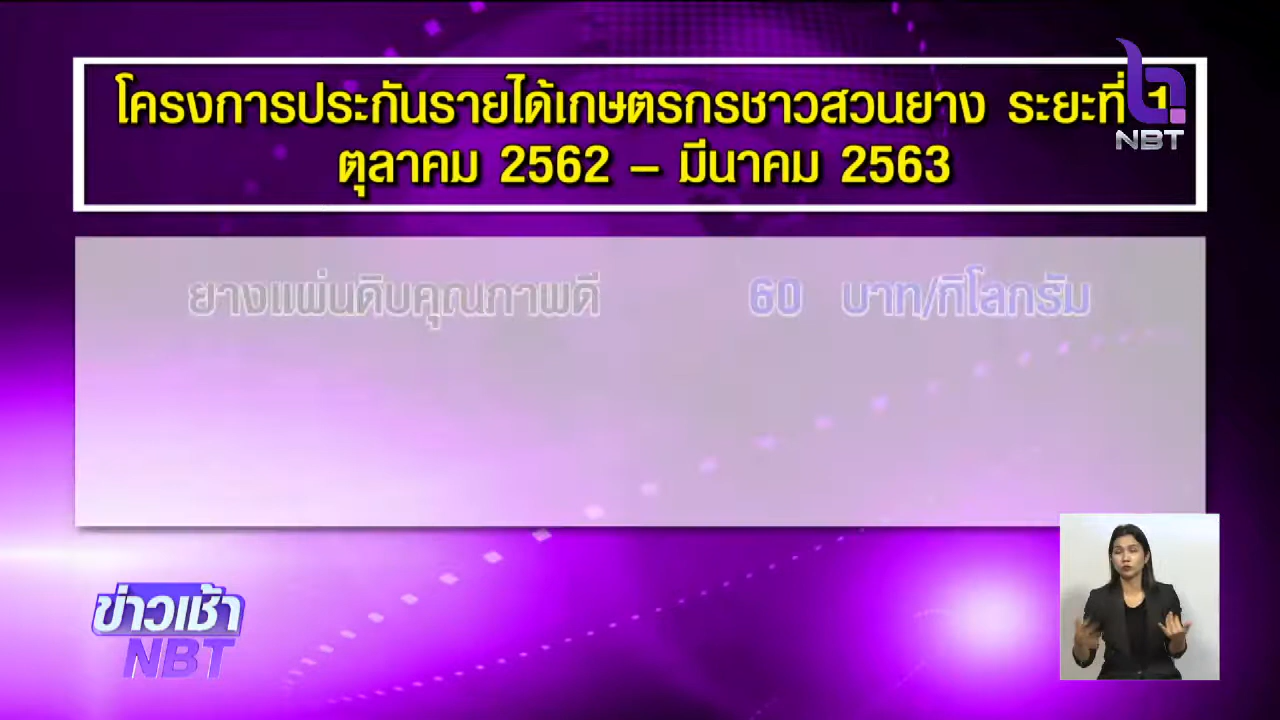 โครงการประกันรายได้เกษตรกรชาวสวนยาง ระยะที่ 1
ตุลาคม 2562 – มีนาคม 2563
NBT
ยางแผ่นดิบคุณภาพดี 60 บาท/กิโลกรัม
ข่าวเช้า
NBT